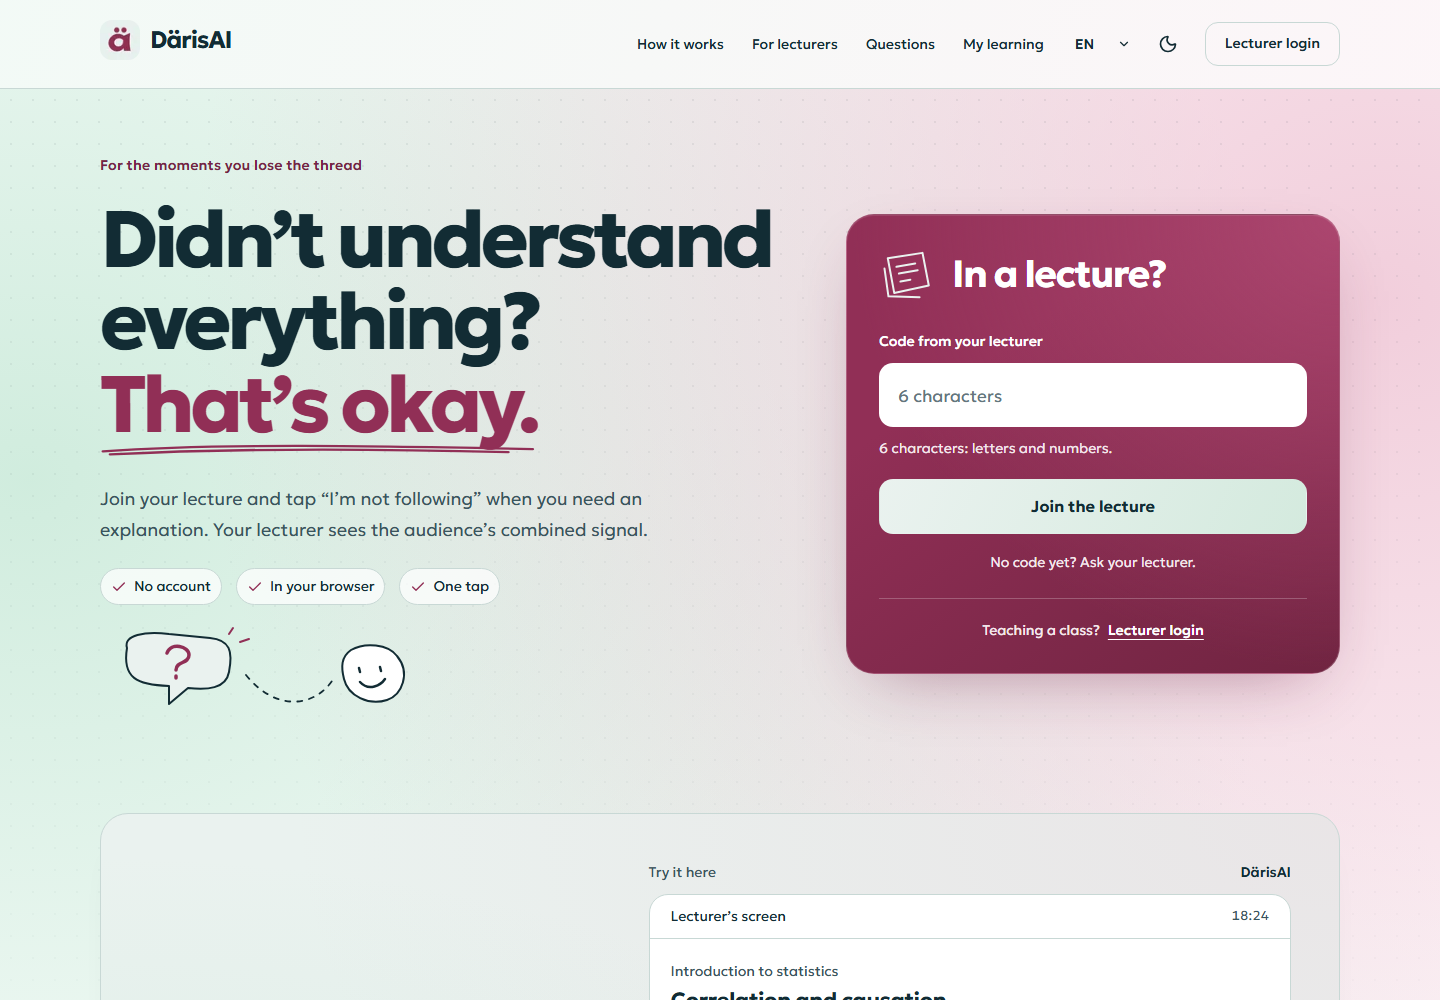 ä DärisAI
How it works
For lecturers
Questions
My learning
EN
Lecturer login
For the moments you lose the thread
Didn’t understand
everything?
That’s okay.
Join your lecture and tap “I’m not following” when you need an
explanation. Your lecturer sees the audience’s combined signal.
No account
In your browser
One tap
?
In a lecture?
Code from your lecturer
6 characters
6 characters: letters and numbers.
Join the lecture
No code yet? Ask your lecturer.
Teaching a class? Lecturer login
Try it here
DärisAI
Lecturer’s screen
18:24
Introduction to statistics
Correlation and causation